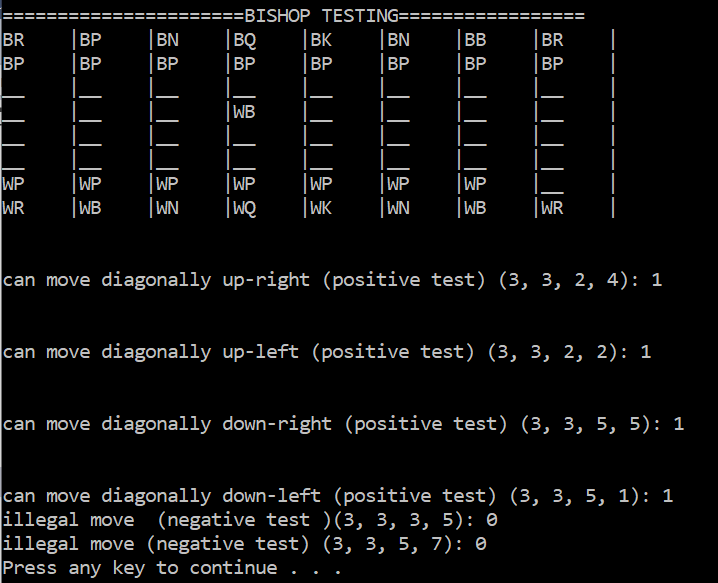 ======================BISHOP TESTING=================
BR    |BP    |BN    |BQ    |BK    |BN    |BB    |BR    |
BP    |BP    |BP    |BP    |BP    |BP    |BP    |BP    |
__    |__    |__    |__    |__    |__    |__    |__    |
__    |__    |__    |WB    |__    |__    |__    |__    |
__    |__    |__    |__    |__    |__    |__    |__    |
__    |__    |__    |__    |__    |__    |__    |__    |
WP    |WP    |WP    |WP    |WP    |WP    |WP    |__    |
WR    |WB    |WN    |WQ    |WK    |WN    |WB    |WR    |
can move diagonally up-right (positive test) (3, 3, 2, 4): 1
can move diagonally up-left (positive test) (3, 3, 2, 2): 1
can move diagonally down-right (positive test) (3, 3, 5, 5): 1
can move diagonally down-left (positive test) (3, 3, 5, 1): 1
illegal move  (negative test )(3, 3, 3, 5): 0
illegal move (negative test) (3, 3, 5, 7): 0
Press any key to continue . . .